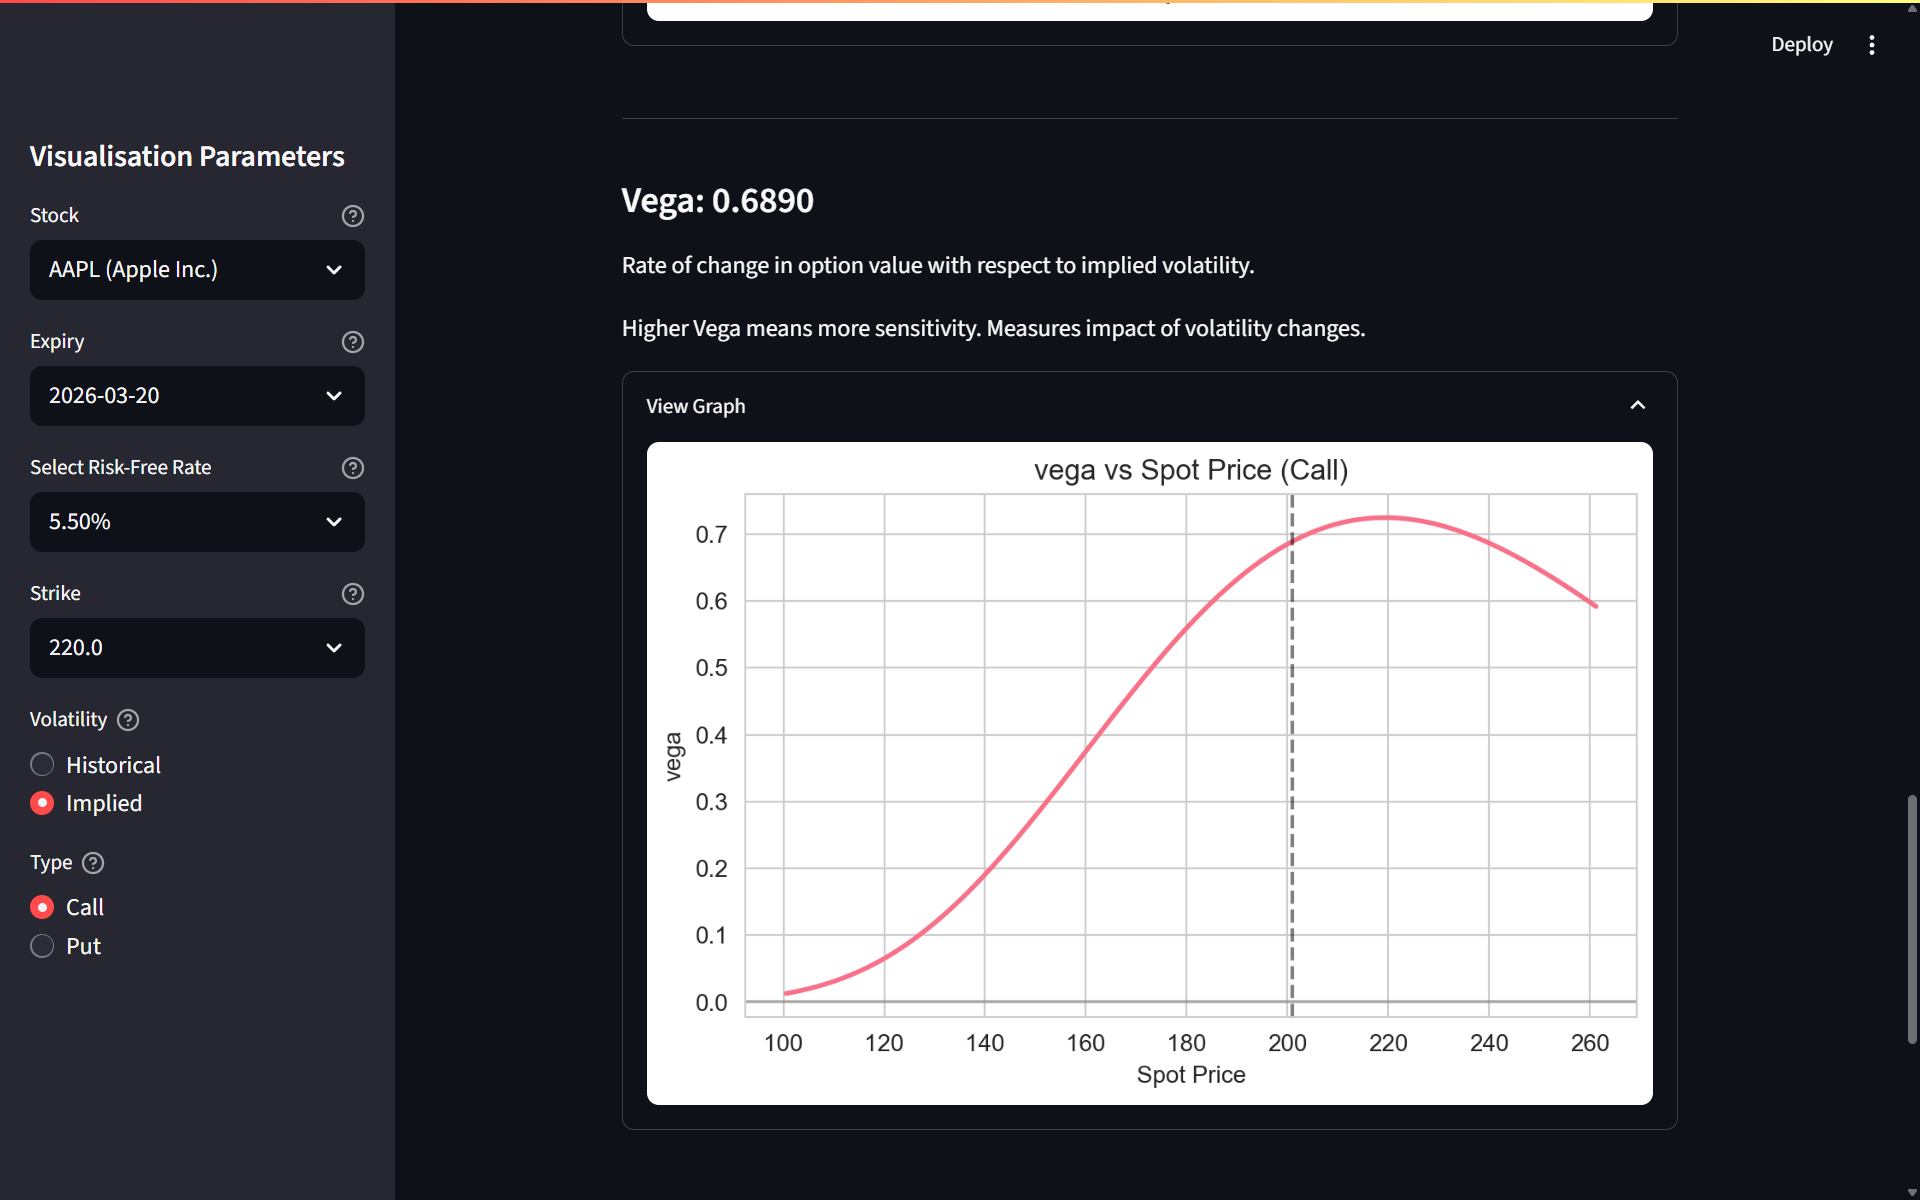 Deploy
Visualisation Parameters
Stock
AAPL (Apple Inc.)
Expiry
2026-03-20
Select Risk-Free Rate
5.50%
Strike
220.0
Volatility
Historical
Implied
Type
Call
Put
Vega: 0.6890
Rate of change in option value with respect to implied volatility.
Higher Vega means more sensitivity. Measures impact of volatility changes.
View Graph
vega vs Spot Price (Call)
vega
0.7
0.6
0.5
0.4
0.3
0.2
0.1
0.0
100 120 140 160 180 200 220 240 260
Spot Price